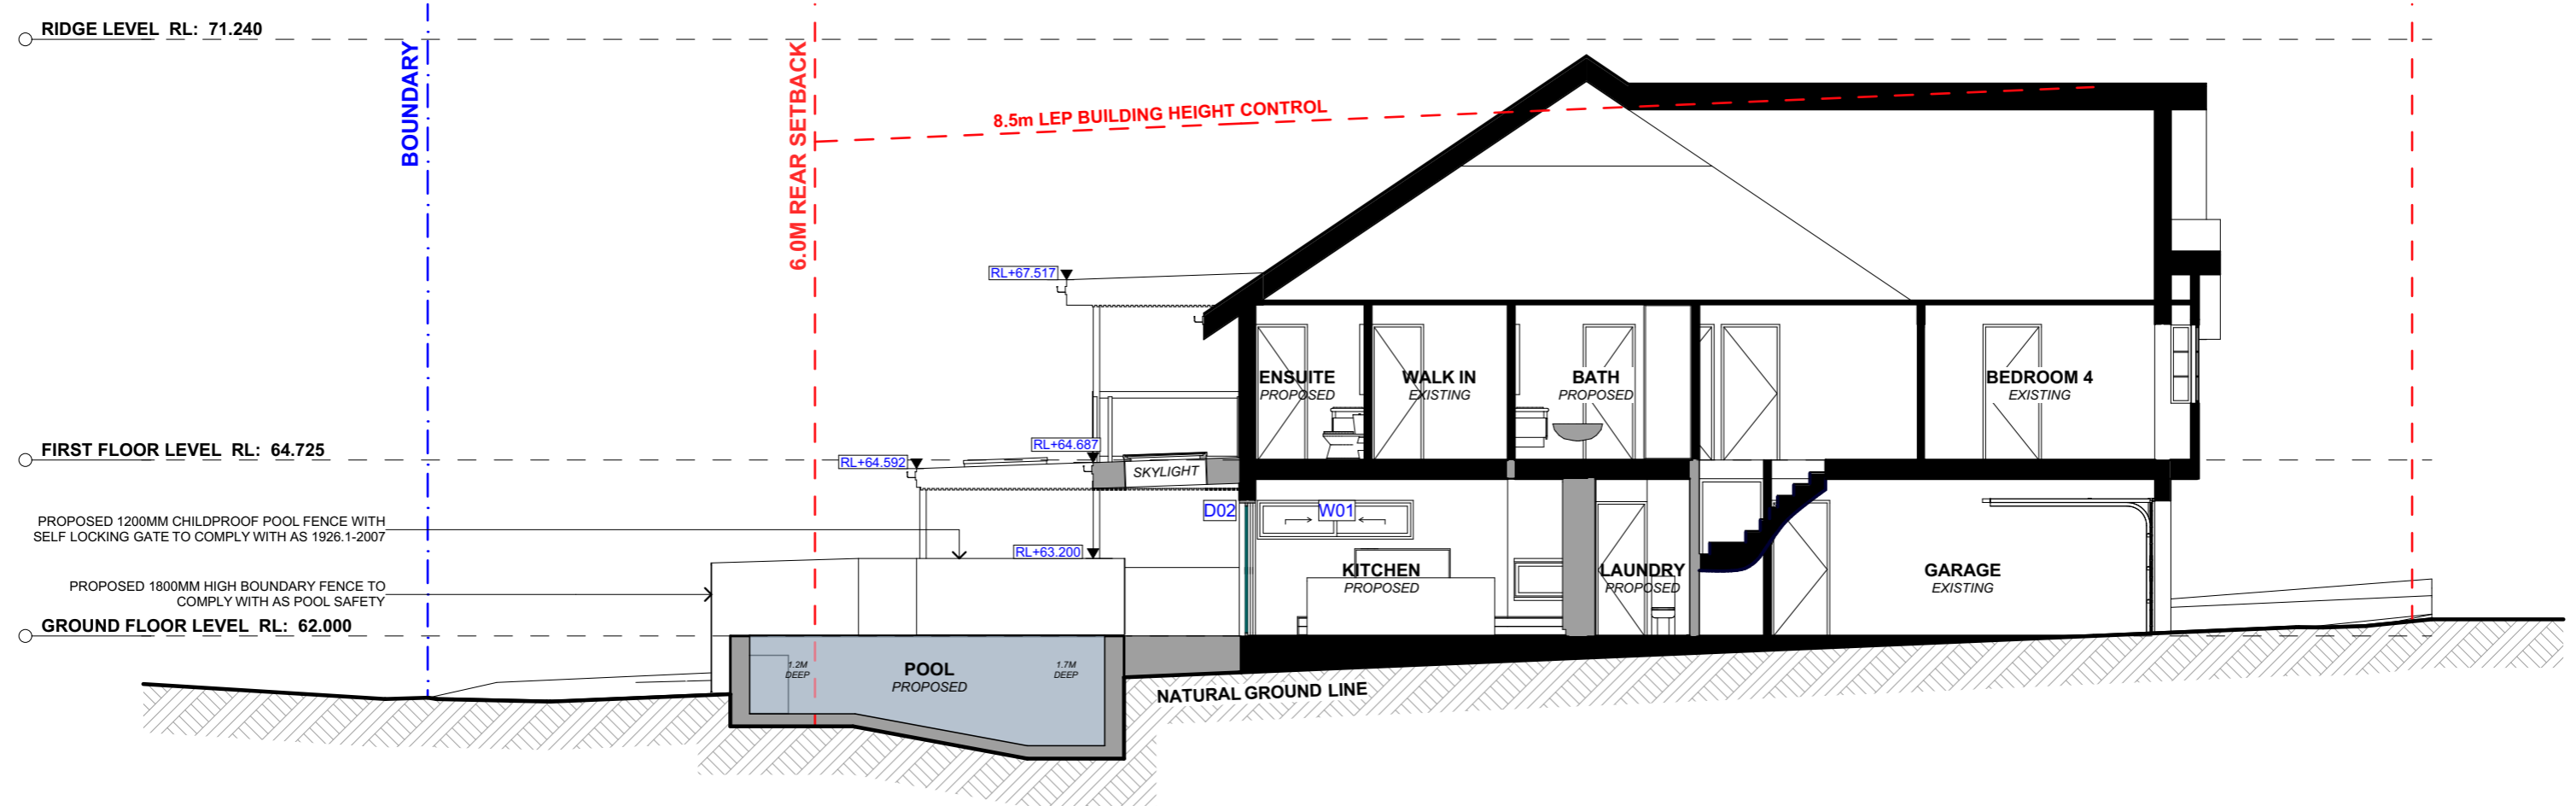 RIDGE LEVEL RL: 71.240
BOUNDARY
6.0M REAR SETBACK
8.5m LEP BUILDING HEIGHT CONTROL
RL+67.517
ENSUITE
PROPOSED
WALK IN
EXISTING
BATH
PROPOSED
BEDROOM 4
EXISTING
FIRST FLOOR LEVEL RL: 64.725
RL+64.687
RL+64.592
SKYLIGHT
D02
W01
PROPOSED 1200MM CHILDPROOF POOL FENCE WITH
SELF LOCKING GATE TO COMPLY WITH AS 1926.1-2007
RL+63.200
KITCHEN
PROPOSED
LAUNDRY
PROPOSED
GARAGE
EXISTING
PROPOSED 1800MM HIGH BOUNDARY FENCE TO
COMPLY WITH AS POOL SAFETY
GROUND FLOOR LEVEL RL: 62.000
1.2M
DEEP
POOL
PROPOSED
1.7M
DEEP
NATURAL GROUND LINE